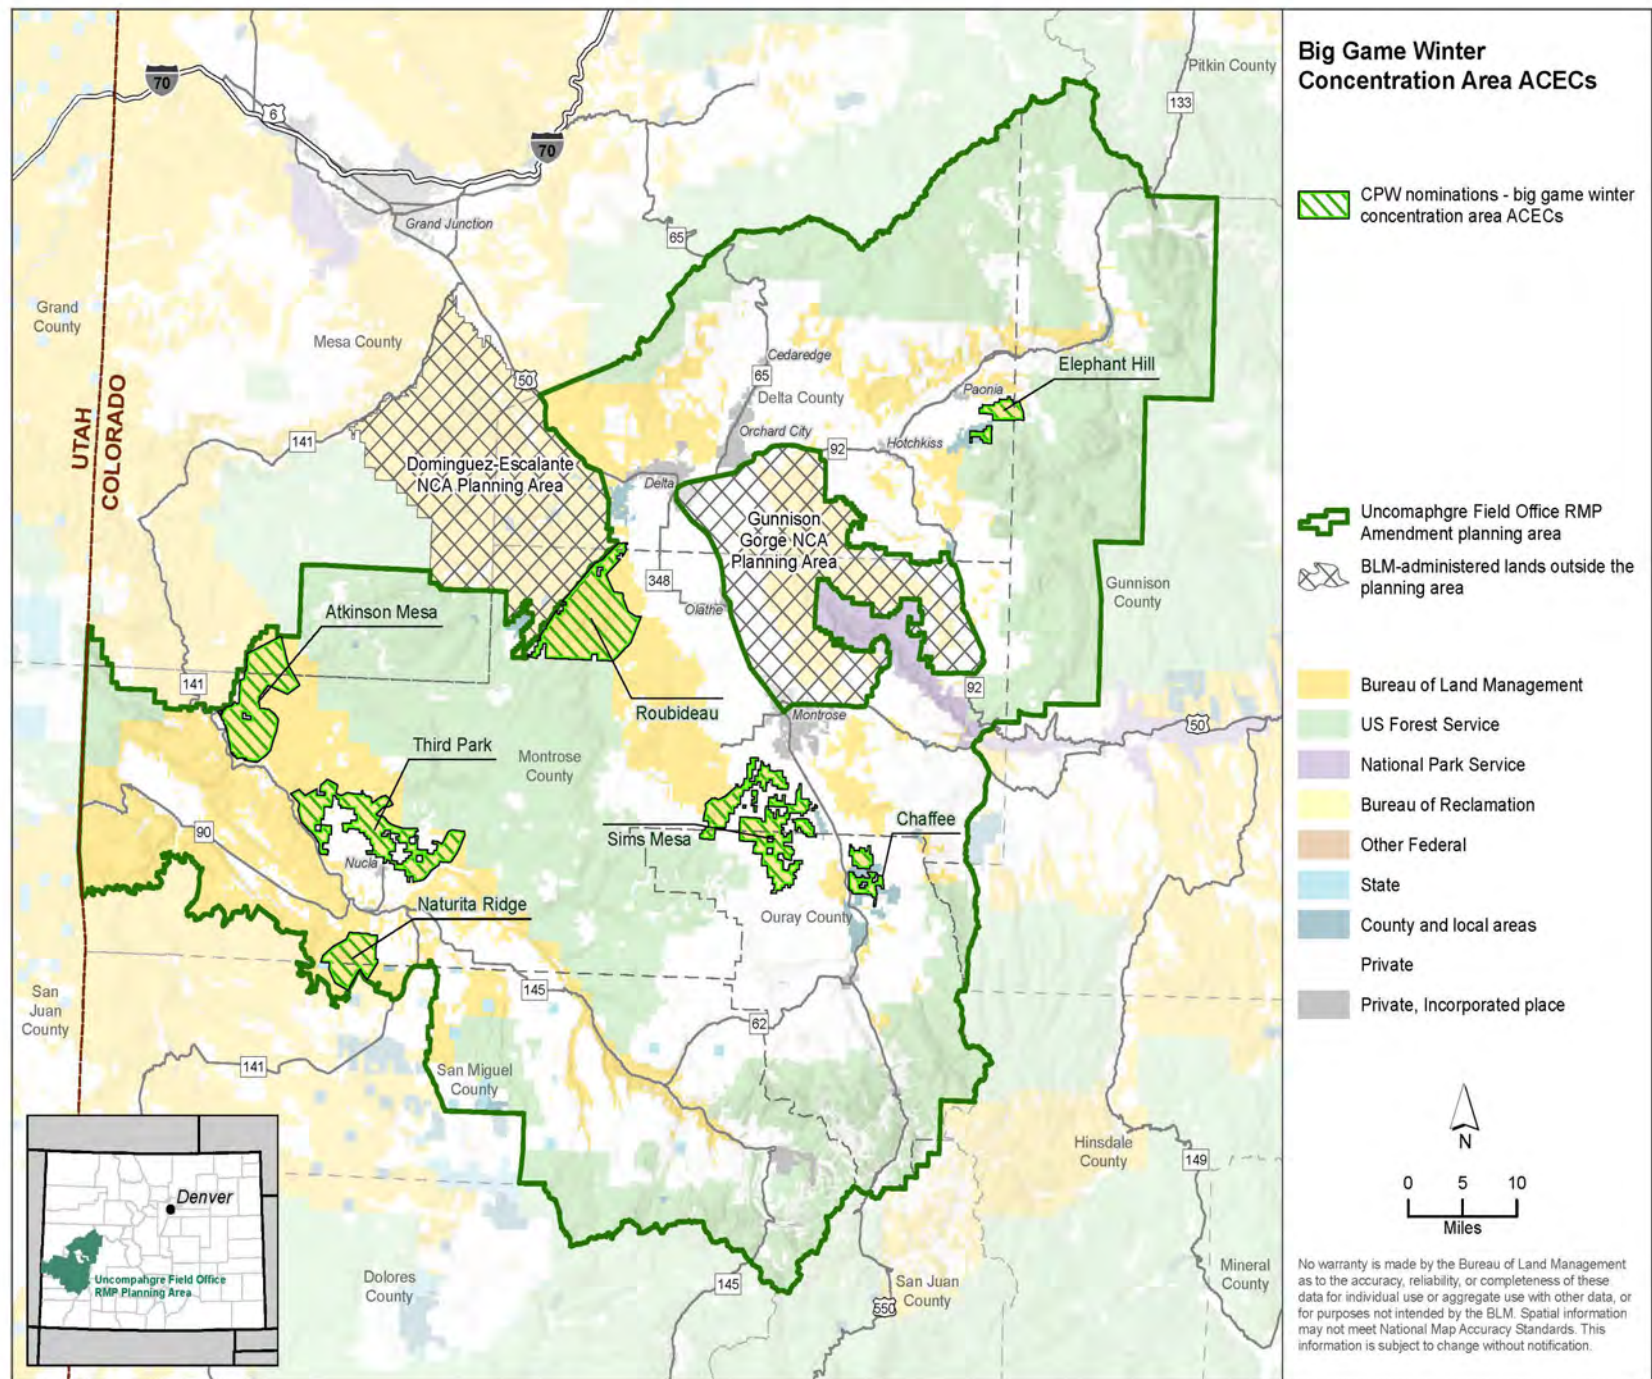 Big Game Winter
Concentration Area ACECs
CPW nominations - big game winter
concentration area ACECs
Uncomaphgre Field Office RMP
Amendment planning area
BLM-administered lands outside the
planning area
Bureau of Land Management
US Forest Service
National Park Service
Bureau of Reclamation
Other Federal
State
County and local areas
Private
Private, Incorporated place
N
0 5 10
Miles
No warranty is made by the Bureau of Land Management
as to the accuracy, reliability, or completeness of these
data for individual use or aggregate use with other data, or
for purposes not intended by the BLM. Spatial information
may not meet National Map Accuracy Standards. This
information is subject to change without notification.
Pitkin County
70
133
6
70
Grand Junction
65
Grand
County
Mesa County
Cedaredge
Elephant Hill
50
65
Paonia
Delta County
UTAH
COLORADO
Orchard City
141
92
Hotchkiss
Dominguez-Escalante
NCA Planning Area
Delta
Gunnison
Gorge NCA
Planning Area
348
Gunnison
County
Olathe
Atkinson Mesa
141
92
Roubideau
Montrose
50
Third Park
Montrose
County
Chaffee
90
Sims Mesa
Nucla
Naturita Ridge
Ouray County
San
Juan
County
145
62
141
San Miguel
County
Hinsdale
County
149
Denver
Uncompahgre Field Office
RMP Planning Area
Dolores
County
145
San Juan
County
550
Mineral
County